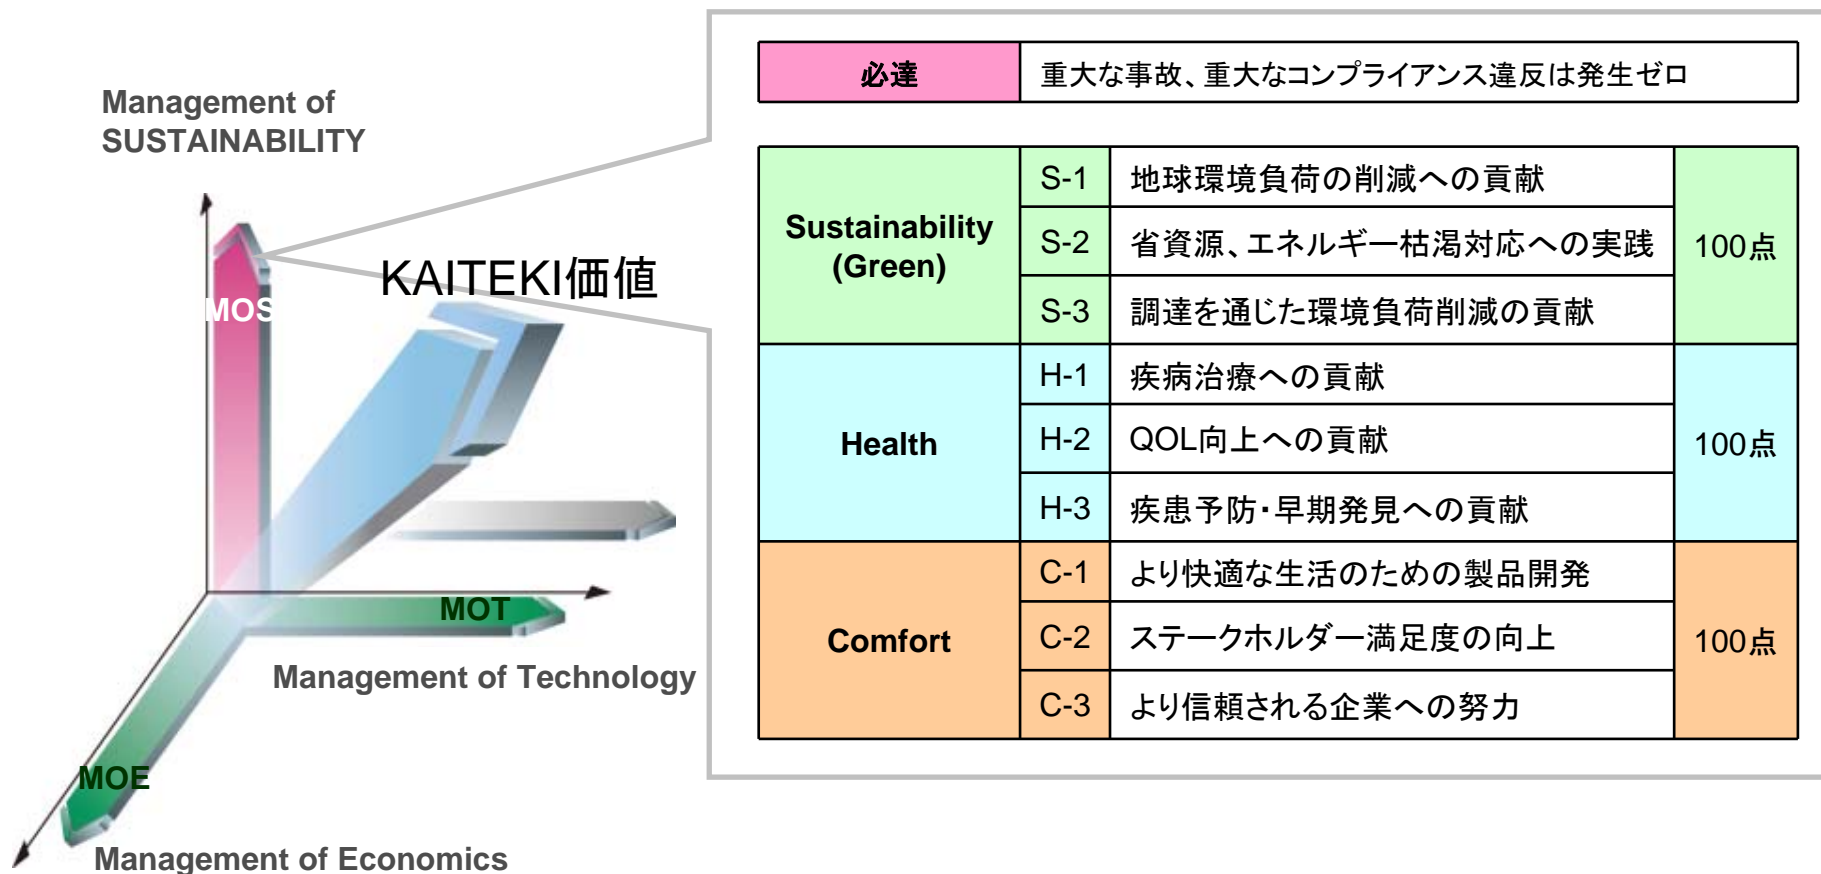 Management of
SUSTAINABILITY
MOS
KAITEKI価値
MOT
Management of Technology
MOE
Management of Economics
必達 重大な事故、重大なコンプライアンス違反は発生ゼロ
Sustainability
(Green)
S-1 地球環境負荷の削減への貢献
S-2 省資源、エネルギー枯渇対応への実践
S-3 調達を通じた環境負荷削減の貢献
100点
Health
H-1 疾病治療への貢献
H-2 QOL向上への貢献
H-3 疾患予防・早期発見への貢献
100点
Comfort
C-1 より快適な生活のための製品開発
C-2 ステークホルダー満足度の向上
C-3 より信頼される企業への努力
100点